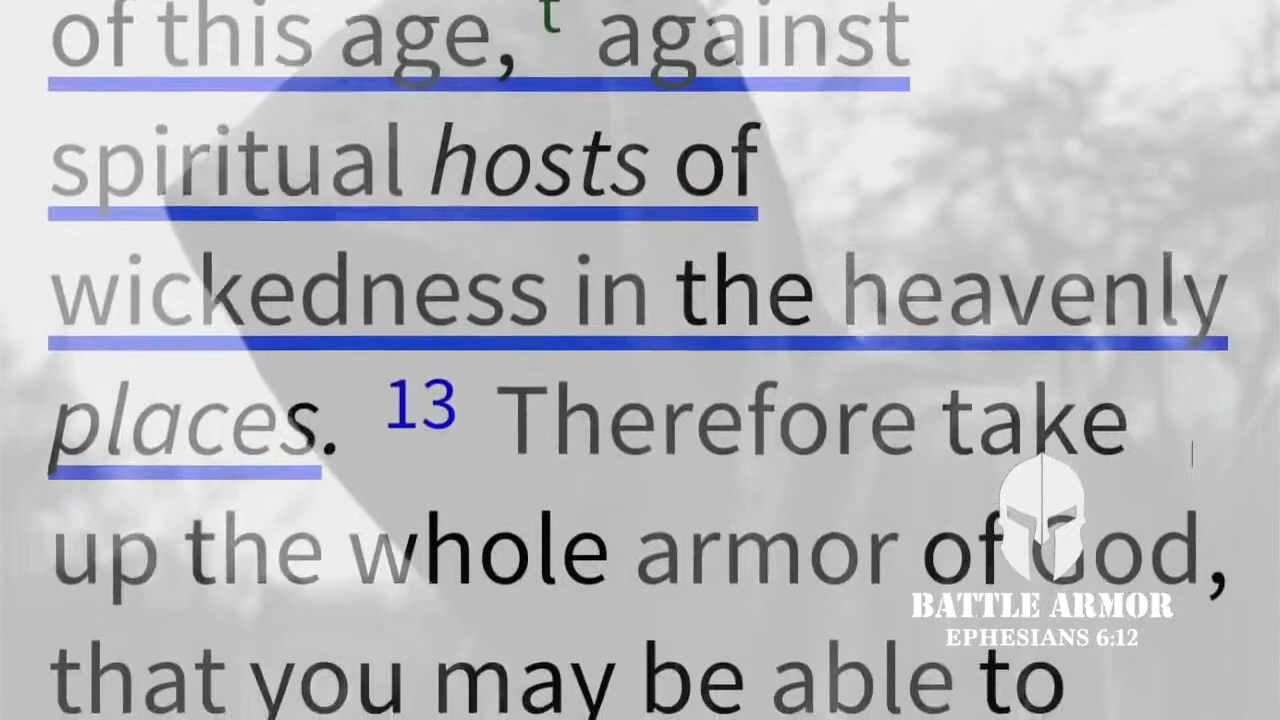 of this age, t against
spiritual hosts of
wickedness in the heavenly
places. 13 Therefore take
up the whole armor of God,
that you may be able to
BATTLE ARMOR
EPHESIANS 6:12